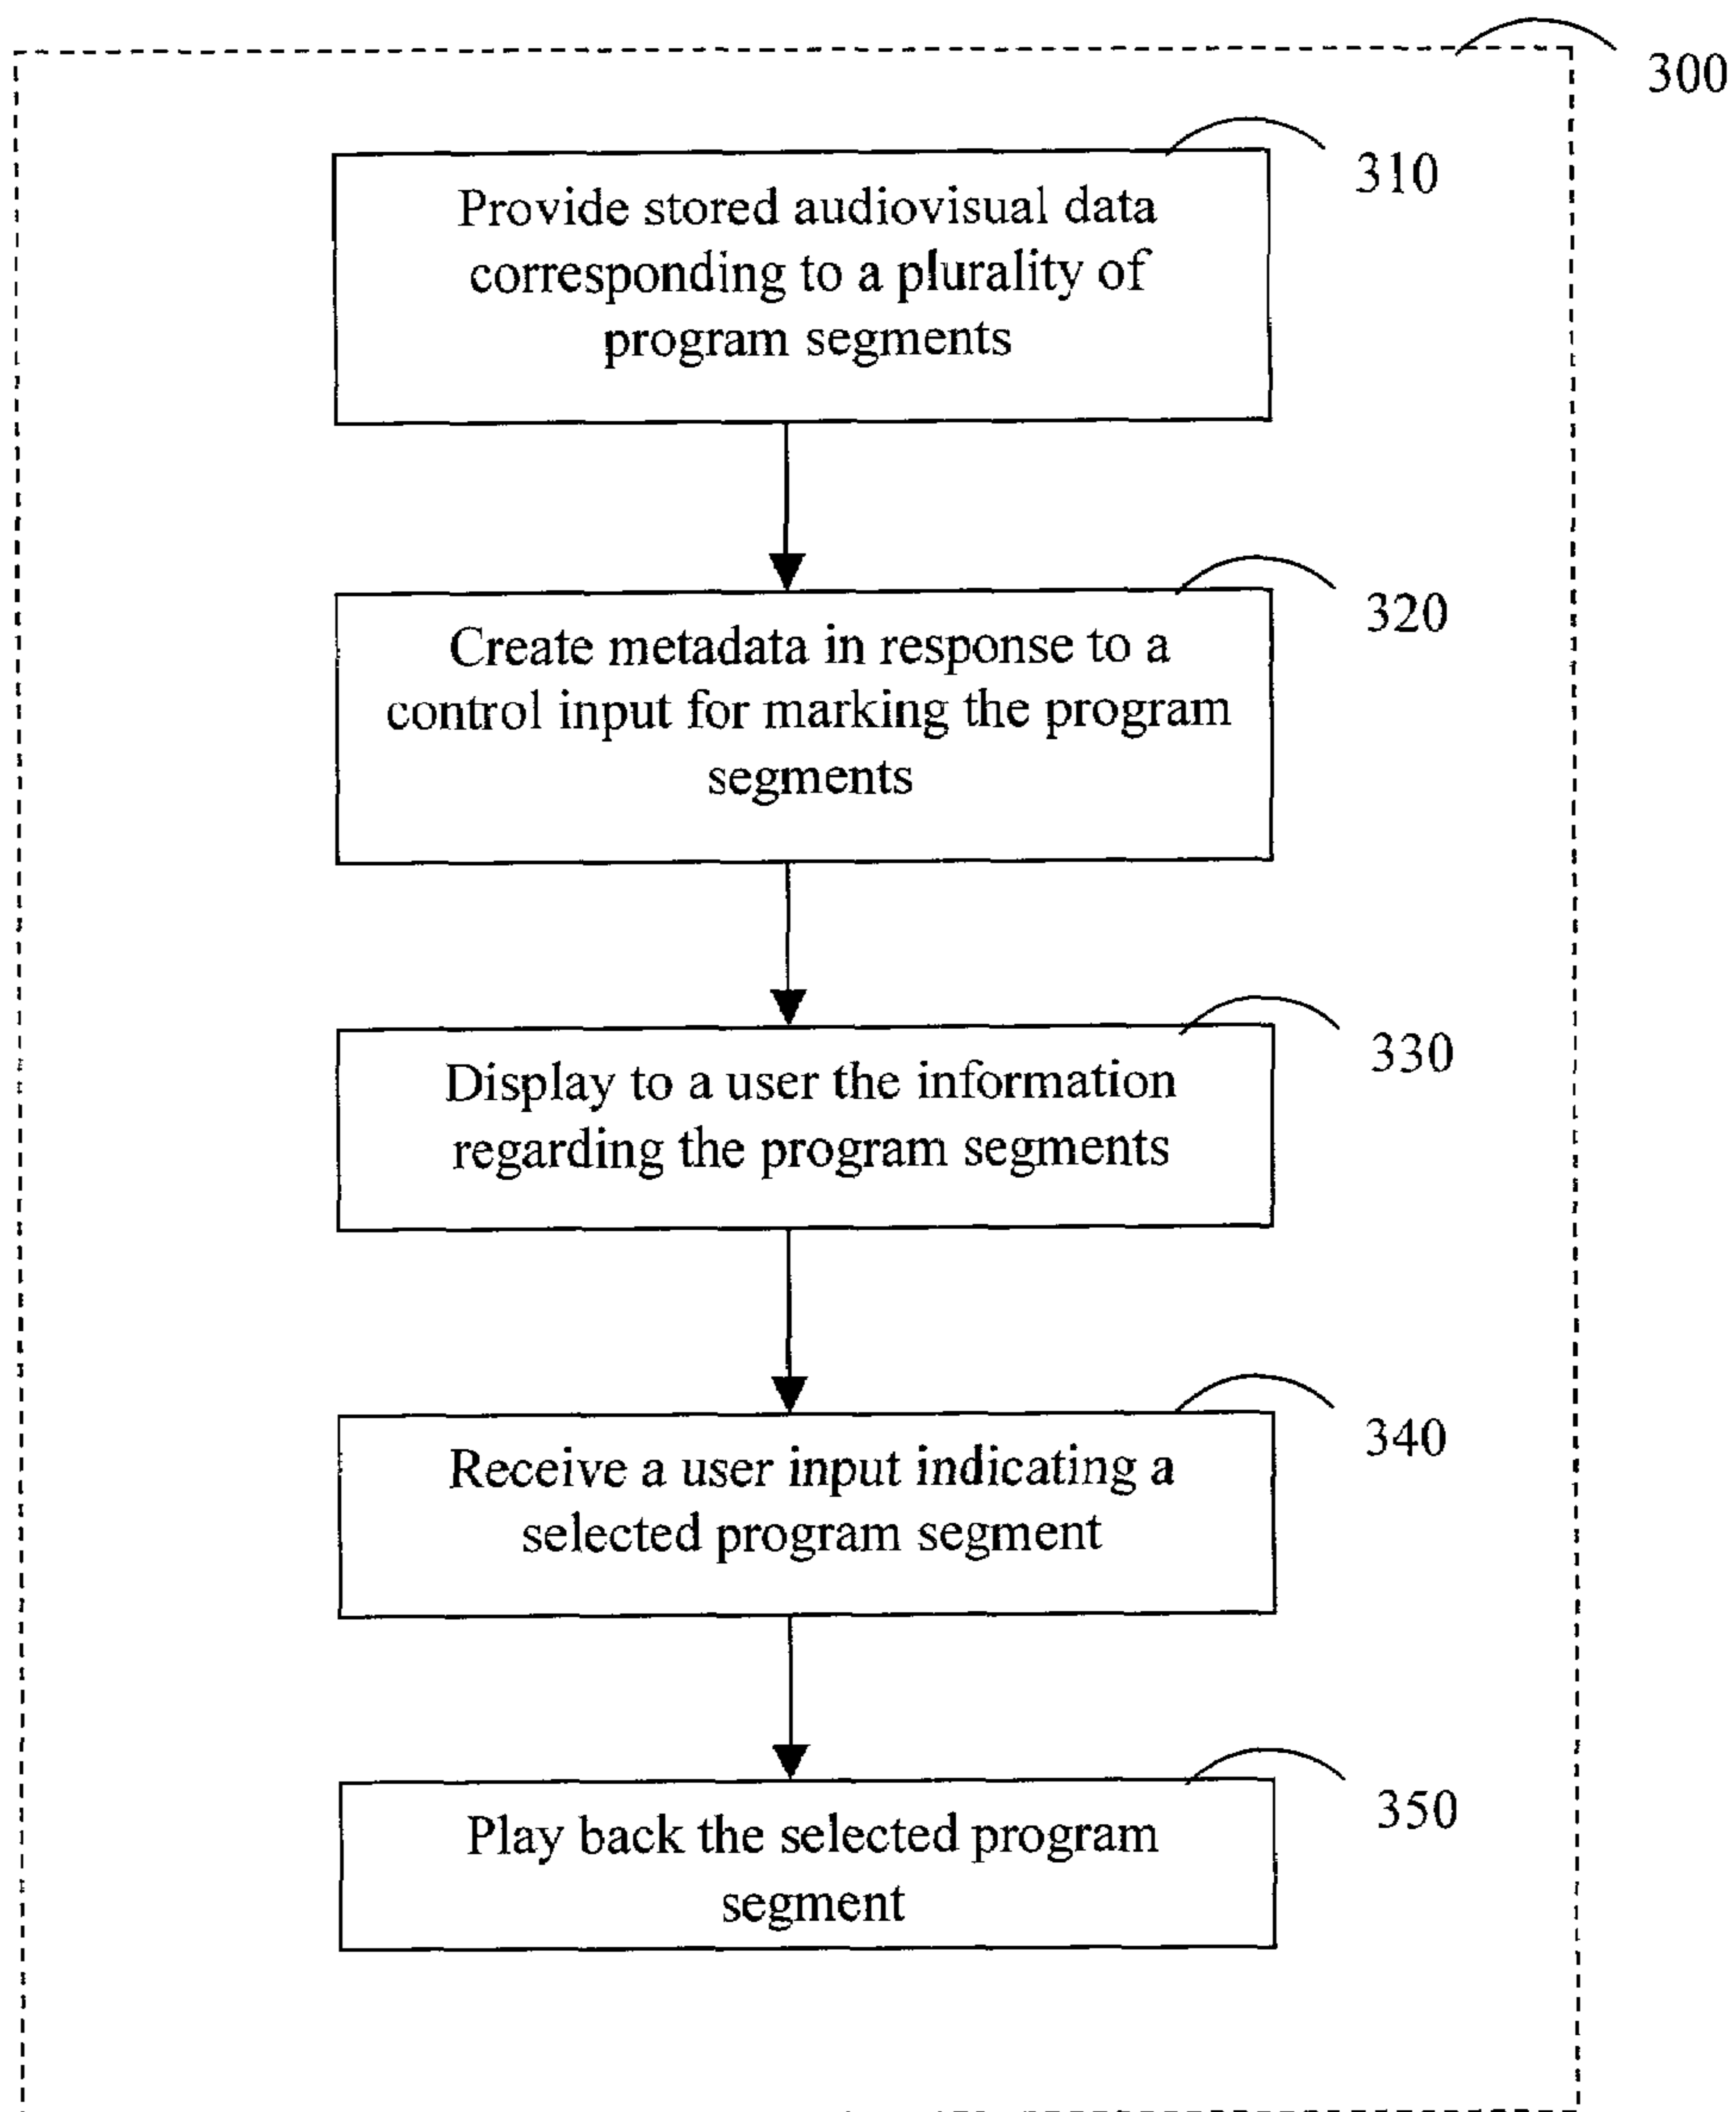 300
310
Provide stored audiovisual data
corresponding to a plurality of
program segments
320
Create metadata in response to a
control input for marking the program
segments
330
Display to a user the information
regarding the program segments
340
Receive a user input indicating a
selected program segment
350
Play back the selected program
segment